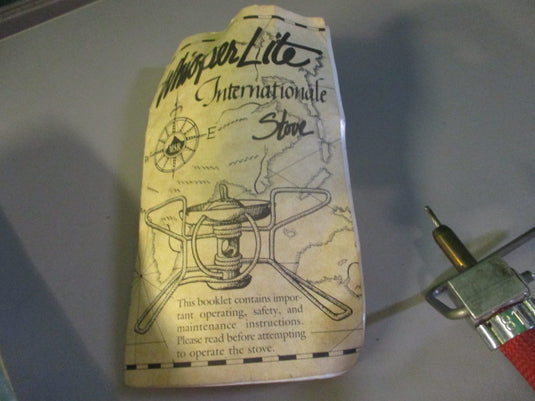 WhisperLite
Internationale
Stove
E
MSR
This booklet contains impor-
tant operating, safety, and
maintenance instructions.
Please read before attempting
to operate the stove.